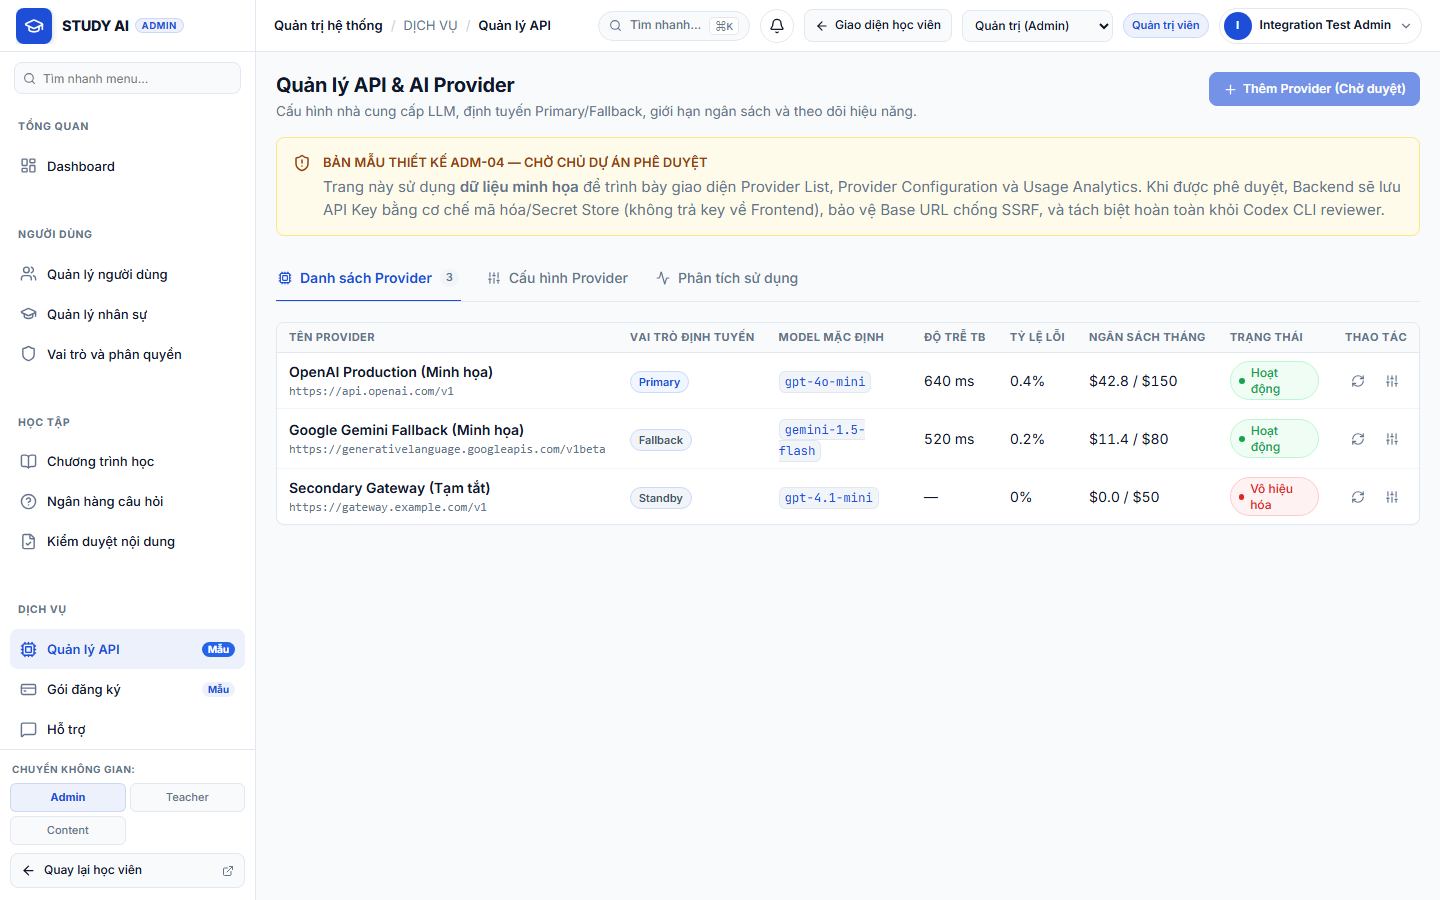 STUDY AI ADMIN
Quản trị hệ thống / DỊCH VỤ / Quản lý API
Tìm nhanh... ⌘K
Giao diện học viên
Quản trị (Admin)
Quản trị viên
I Integration Test Admin
Tìm nhanh menu...
TỔNG QUAN
Dashboard
NGƯỜI DÙNG
Quản lý người dùng
Quản lý nhân sự
Vai trò và phân quyền
HỌC TẬP
Chương trình học
Ngân hàng câu hỏi
Kiểm duyệt nội dung
DỊCH VỤ
Quản lý API Mẫu
Gói đăng ký Mẫu
Hỗ trợ
CHUYỂN KHÔNG GIAN:
Admin Teacher
Content
Quay lại học viên
Quản lý API & AI Provider
Cấu hình nhà cung cấp LLM, định tuyến Primary/Fallback, giới hạn ngân sách và theo dõi hiệu năng.
Thêm Provider (Chờ duyệt)
BẢN MẪU THIẾT KẾ ADM-04 — CHỜ CHỦ DỰ ÁN PHÊ DUYỆT
Trang này sử dụng dữ liệu minh họa để trình bày giao diện Provider List, Provider Configuration và Usage Analytics. Khi được phê duyệt, Backend sẽ lưu
API Key bằng cơ chế mã hóa/Secret Store (không trả key về Frontend), bảo vệ Base URL chống SSRF, và tách biệt hoàn toàn khỏi Codex CLI reviewer.
Danh sách Provider 3 Cấu hình Provider Phân tích sử dụng
TÊN PROVIDER VAI TRÒ ĐỊNH TUYẾN MODEL MẶC ĐỊNH ĐỘ TRỄ TB TỶ LỆ LỖI NGÂN SÁCH THÁNG TRẠNG THÁI THAO TÁC
OpenAI Production (Minh họa)
https://api.openai.com/v1
Primary gpt-4o-mini 640 ms 0.4% $42.8 / $150
Hoạt
động
Google Gemini Fallback (Minh họa)
https://generativelanguage.googleapis.com/v1beta
Fallback
gemini-1.5-
flash
520 ms 0.2% $11.4 / $80
Hoạt
động
Secondary Gateway (Tạm tắt)
https://gateway.example.com/v1
Standby gpt-4.1-mini — 0% $0.0 / $50
Vô hiệu
hóa